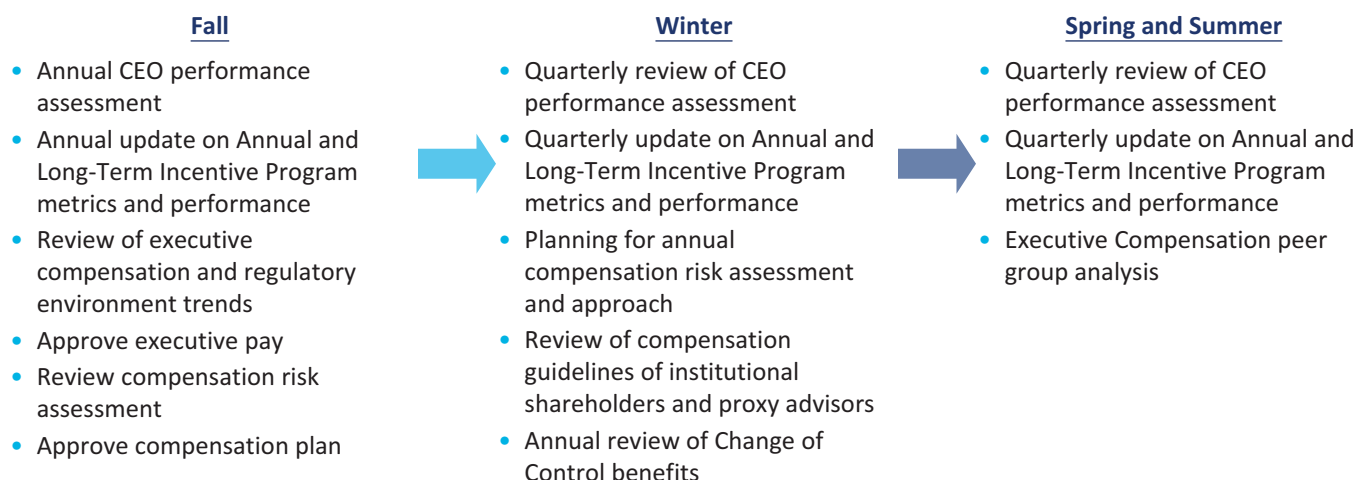 Fall
• Annual CEO performance
assessment
• Annual update on Annual and
Long-Term Incentive Program
metrics and performance
• Review of executive
compensation and regulatory
environment trends
• Approve executive pay
• Review compensation risk
assessment
• Approve compensation plan
Winter
• Quarterly review of CEO
performance assessment
• Quarterly update on Annual and
Long-Term Incentive Program
metrics and performance
• Planning for annual
compensation risk assessment
and approach
• Review of compensation
guidelines of institutional
shareholders and proxy advisors
• Annual review of Change of
Control benefits
Spring and Summer
• Quarterly review of CEO
performance assessment
• Quarterly update on Annual and
Long-Term Incentive Program
metrics and performance
• Executive Compensation peer
group analysis